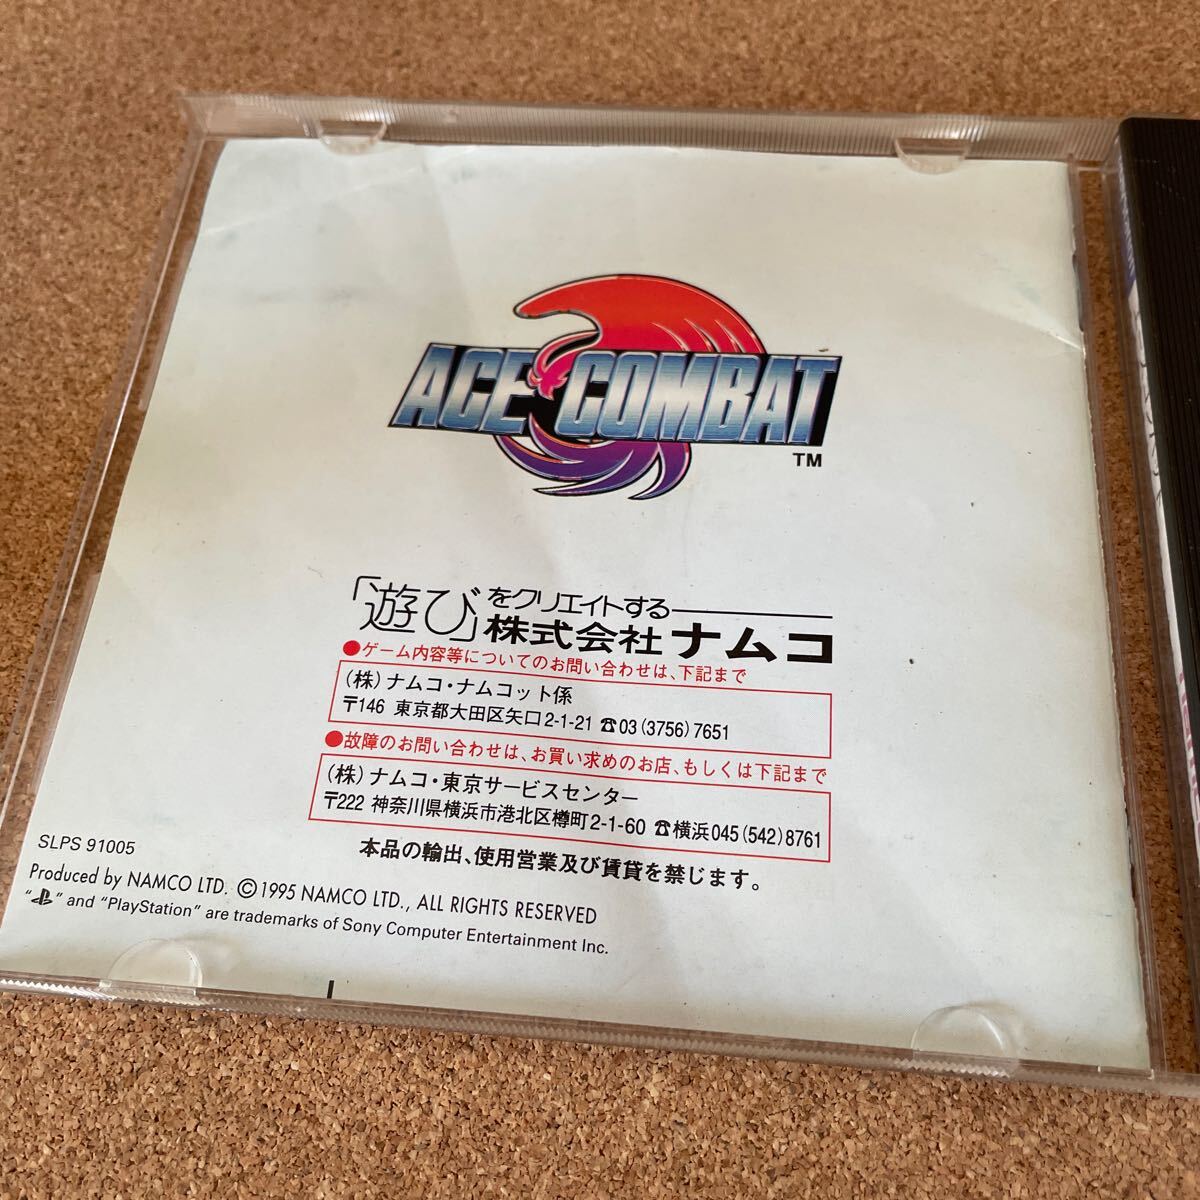 ACE COMBAT
TM
「遊び」をクリエイトする
株式会社ナムコ
●ゲーム内容等についてのお問い合わせは、下記まで
(株)ナムコ・ナムコット係
〒146 東京都大田区矢口2-1-21 ☎03(3756)7651
●故障のお問い合わせは、お買い求めのお店、もしくは下記まで
(株)ナムコ・東京サービスセンター
〒222 神奈川県横浜市港北区樽町2-1-60 ☎横浜045(542)8761
本品の輸出、使用営業及び賃貸を禁じます。
SLPS 91005
Produced by NAMCO LTD. ©1995 NAMCO LTD., ALL RIGHTS RESERVED
“PS” and “PlayStation” are trademarks of Sony Computer Entertainment Inc.